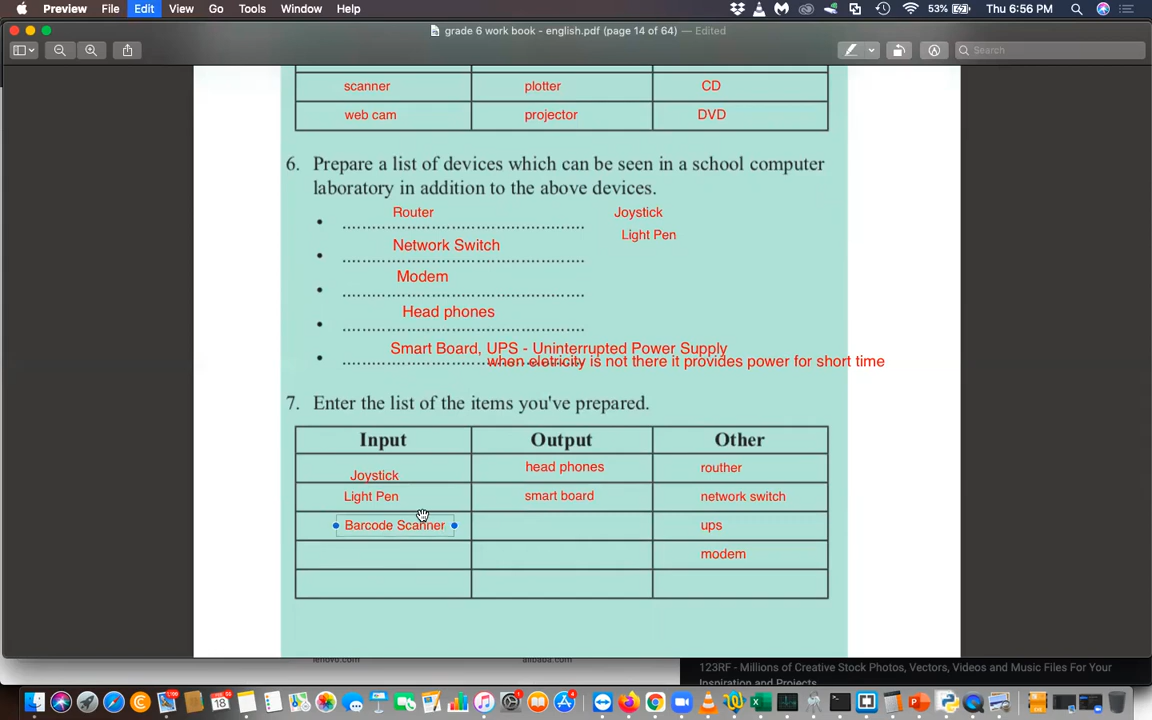 Preview File Edit View Go Tools Window Help 53% Thu 6:56 PM
grade 6 work book - english.pdf (page 14 of 64) — Edited
Search
scanner plotter CD
web cam projector DVD
6. Prepare a list of devices which can be seen in a school computer
laboratory in addition to the above devices.
Router Joystick
Light Pen
Network Switch
Modem
Head phones
Smart Board, UPS - Uninterrupted Power Supply
when eletricity is not there it provides power for short time
7. Enter the list of the items you've prepared.
Input Output Other
Joystick head phones routher
Light Pen smart board network switch
Barcode Scanner ups
modem
123RF - Millions of Creative Stock Photos, Vectors, Videos and Music Files For Your
Inspiration and Projects